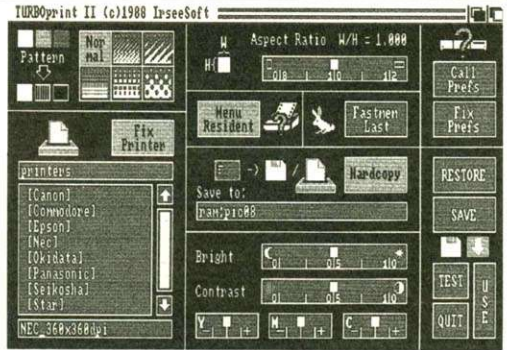 TURBOprint II (c)1988 IrseeSoft
Pattern
Nor
mal
W
H
Aspect Ratio W/H = 1.000
0|8 1|0 1|2
?
Call
Prefs
Fix
Prefs
Fix
Printer
Menu
Resident
Fastmem
Last
printers
[Canon]
[Commodore]
[Epson]
[Nec]
[Okidata]
[Panasonic]
[Seikosha]
[Star]
NEC_360x360dpi
-> /
Hardcopy
Save to:
ram:pic08
RESTORE
SAVE
Bright
0| 0|5 1|0
Contrast
0| 0|5 1|0
Y - +
M - +
C - +
TEST
QUIT
USE